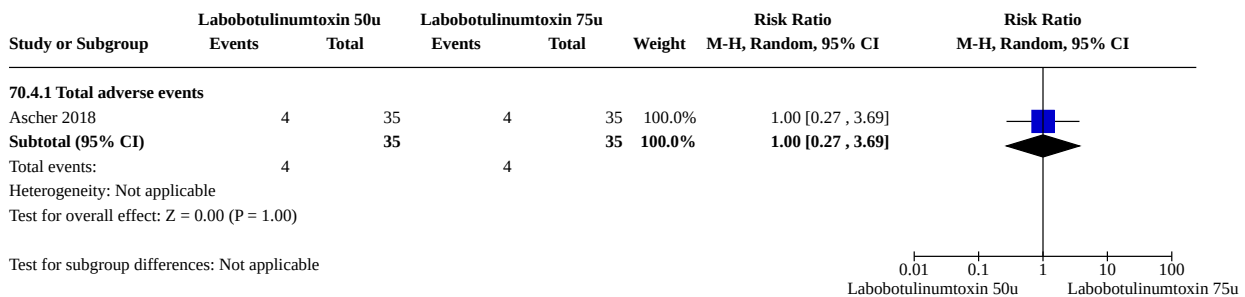 Labobotulinumtoxin 50u Labobotulinumtoxin 75u Risk Ratio Risk Ratio
Study or Subgroup Events Total Events Total Weight M-H, Random, 95% CI M-H, Random, 95% CI
70.4.1 Total adverse events
Ascher 2018 4 35 4 35 100.0% 1.00 [0.27 , 3.69]
Subtotal (95% CI) 35 35 100.0% 1.00 [0.27 , 3.69]
Total events: 4 4
Heterogeneity: Not applicable
Test for overall effect: Z = 0.00 (P = 1.00)
Test for subgroup differences: Not applicable
0.01 0.1 1 10 100
Labobotulinumtoxin 50u Labobotulinumtoxin 75u